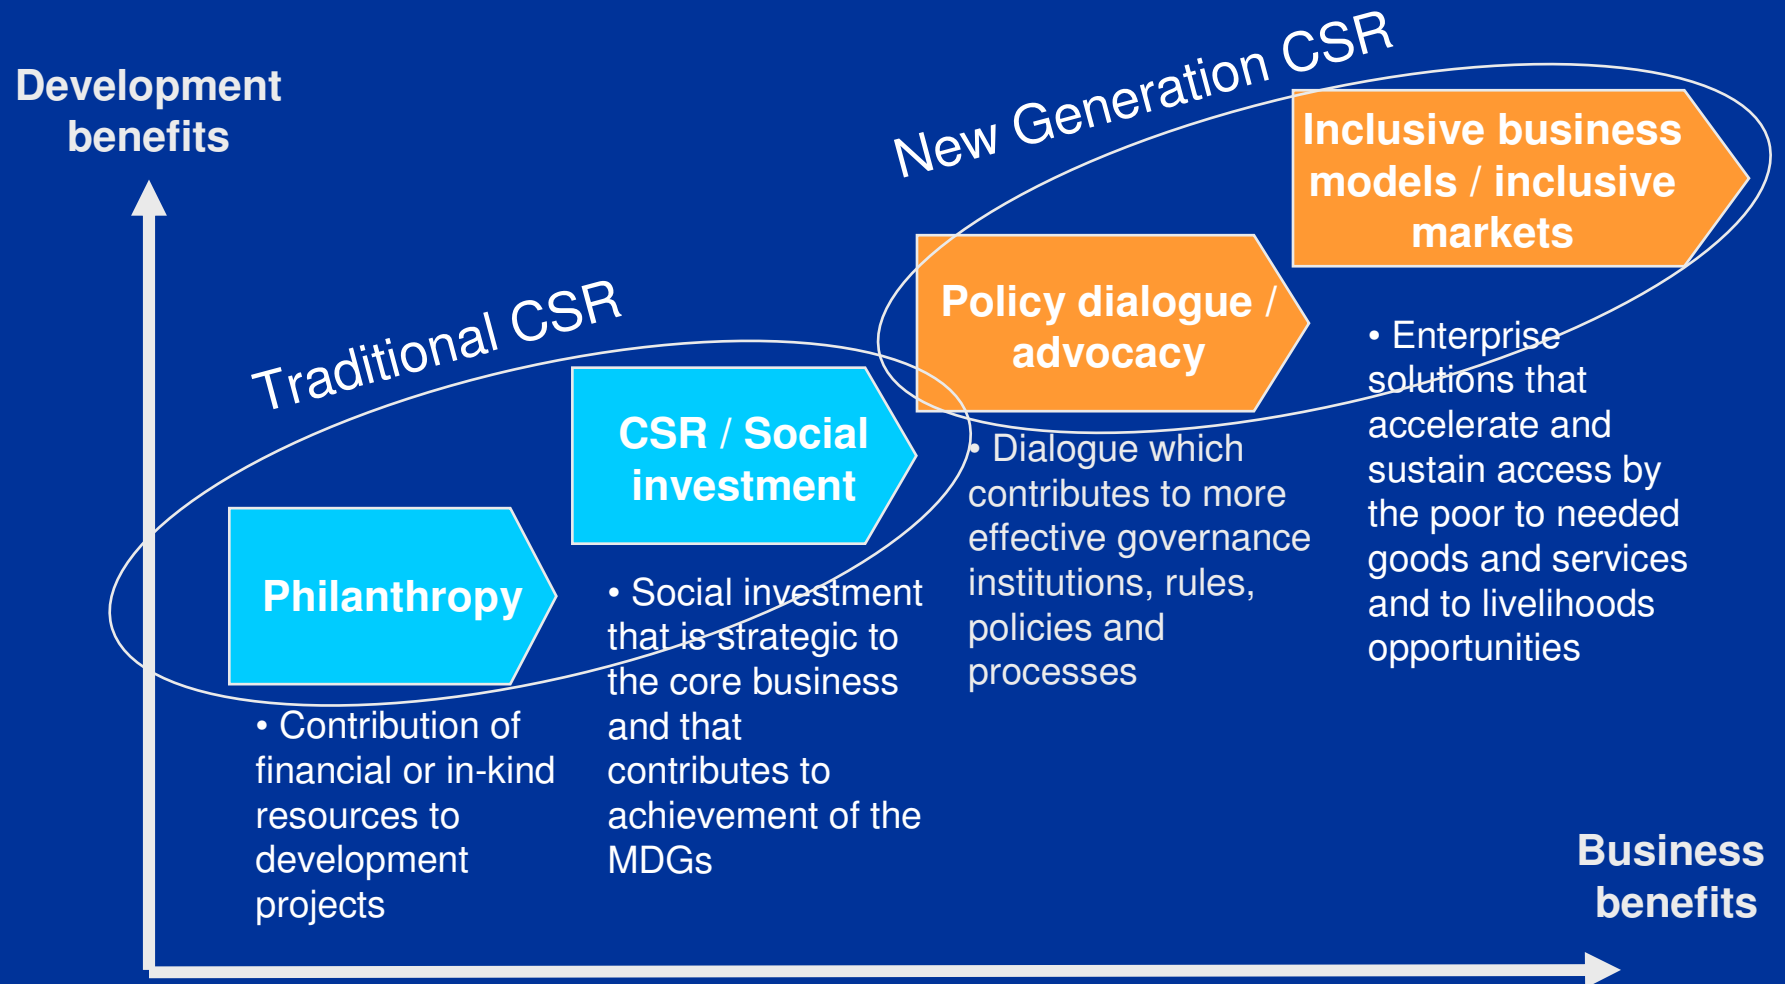 Development
benefits
New Generation CSR
Inclusive business
models / inclusive
markets
Policy dialogue /
advocacy
Traditional CSR
CSR / Social
investment
Philanthropy
• Contribution of
financial or in-kind
resources to
development
projects
• Social investment
that is strategic to
the core business
and that
contributes to
achievement of the
MDGs
• Dialogue which
contributes to more
effective governance
institutions, rules,
policies and
processes
• Enterprise
solutions that
accelerate and
sustain access by
the poor to needed
goods and services
and to livelihoods
opportunities
Business
benefits